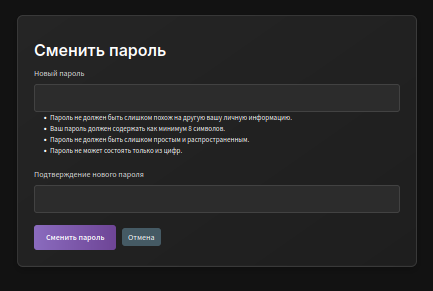 Сменить пароль
Новый пароль
• Пароль не должен быть слишком похож на другую вашу личную информацию.
• Ваш пароль должен содержать как минимум 8 символов.
• Пароль не должен быть слишком простым и распространенным.
• Пароль не может состоять только из цифр.
Подтверждение нового пароля
Сменить пароль
Отмена